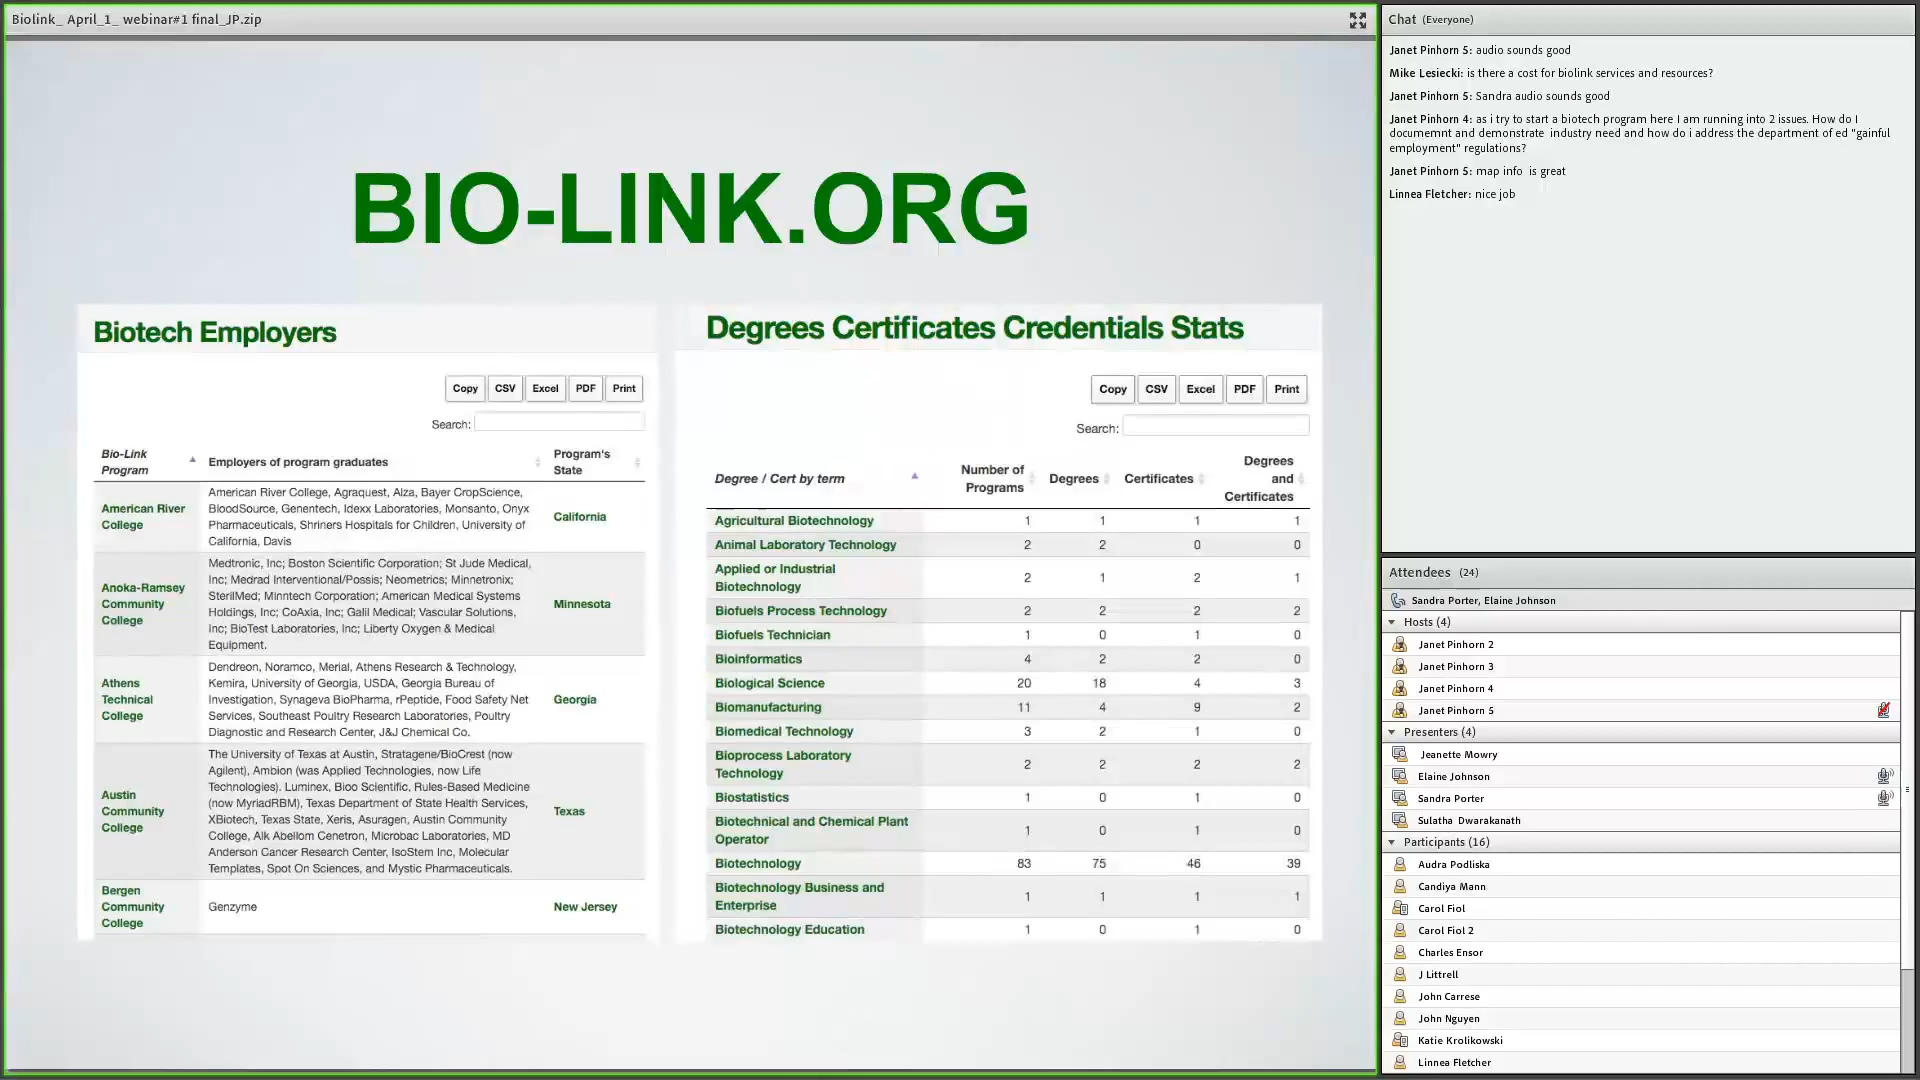 Biolink_ April_1_ webinar#1 final_JP.zip
BIO-LINK.ORG
Biotech Employers
Copy CSV Excel PDF Print
Search:
Bio-Link Program Employers of program graduates Program's State
American River College
American River College, Agraquest, Alza, Bayer CropScience,
BloodSource, Genentech, Idexx Laboratories, Monsanto, Onyx
Pharmaceuticals, Shriners Hospitals for Children, University of
California, Davis
California
Anoka-Ramsey Community College
Medtronic, Inc; Boston Scientific Corporation; St Jude Medical,
Inc; Medrad Interventional/Possis; Neometrics; Minnetronix;
SterilMed; Minntech Corporation; American Medical Systems
Holdings, Inc; CoAxia, Inc; Galil Medical; Vascular Solutions,
Inc; BioTest Laboratories, Inc; Liberty Oxygen & Medical
Equipment.
Minnesota
Athens Technical College
Dendreon, Noramco, Merial, Athens Research & Technology,
Kemira, University of Georgia, USDA, Georgia Bureau of
Investigation, Synageva BioPharma, rPeptide, Food Safety Net
Services, Southeast Poultry Research Laboratories, Poultry
Diagnostic and Research Center, J&J Chemical Co.
Georgia
Austin Community College
The University of Texas at Austin, Stratagene/BioCrest (now
Agilent), Ambion (was Applied Technologies, now Life
Technologies). Luminex, Bioo Scientific, Rules-Based Medicine
(now MyriadRBM), Texas Department of State Health Services,
XBiotech, Texas State, Xeris, Asuragen, Austin Community
College, Alk Abellom Cenetron, Microbac Laboratories, MD
Anderson Cancer Research Center, IsoStem Inc, Molecular
Templates, Spot On Sciences, and Mystic Pharmaceuticals.
Texas
Bergen Community College
Genzyme
New Jersey
Degrees Certificates Credentials Stats
Copy CSV Excel PDF Print
Search:
Degree / Cert by term Number of Programs Degrees Certificates Degrees and Certificates
Agricultural Biotechnology 1 1 1 1
Animal Laboratory Technology 2 2 0 0
Applied or Industrial Biotechnology 2 1 2 1
Biofuels Process Technology 2 2 2 2
Biofuels Technician 1 0 1 0
Bioinformatics 4 2 2 0
Biological Science 20 18 4 3
Biomanufacturing 11 4 9 2
Biomedical Technology 3 2 1 0
Bioprocess Laboratory Technology 2 2 2 2
Biostatistics 1 0 1 0
Biotechnical and Chemical Plant Operator 1 0 1 0
Biotechnology 83 75 46 39
Biotechnology Business and Enterprise 1 1 1 1
Biotechnology Education 1 0 1 0
Chat (Everyone)
Janet Pinhorn 5: audio sounds good
Mike Lesiecki: is there a cost for biolink services and resources?
Janet Pinhorn 5: Sandra audio sounds good
Janet Pinhorn 4: as i try to start a biotech program here I am running into 2 issues. How do I
documemnt and demonstrate industry need and how do i address the department of ed "gainful
employment" regulations?
Janet Pinhorn 5: map info is great
Linnea Fletcher: nice job
Attendees (24)
Sandra Porter, Elaine Johnson
Hosts (4)
Janet Pinhorn 2
Janet Pinhorn 3
Janet Pinhorn 4
Janet Pinhorn 5
Presenters (4)
Jeanette Mowry
Elaine Johnson
Sandra Porter
Sulatha Dwarakanath
Participants (16)
Audra Podliska
Candiya Mann
Carol Fiol
Carol Fiol 2
Charles Ensor
J Littrell
John Carrese
John Nguyen
Katie Krolikowski
Linnea Fletcher